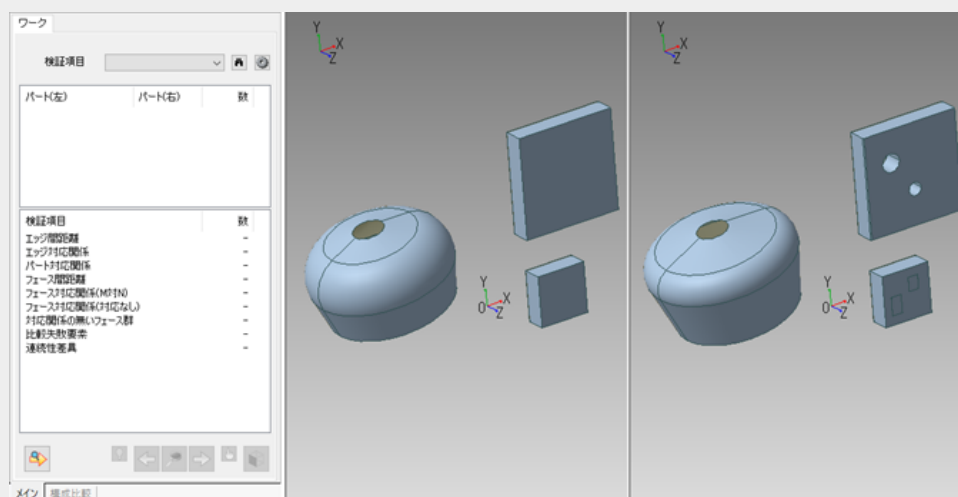 ワーク
検証項目
パート(左) パート(右) 数
検証項目 数
エッジ間距離 -
エッジ対応関係 -
パート対応関係 -
フェース間距離 -
フェース対応関係(M対N) -
フェース対応関係(対応なし) -
対応関係の無いフェース群 -
比較失敗要素 -
連続性差異 -
メイン 構成比較
Y
X
Z
Y
X
Z
Y
X
O
Z
Y
X
O
Z